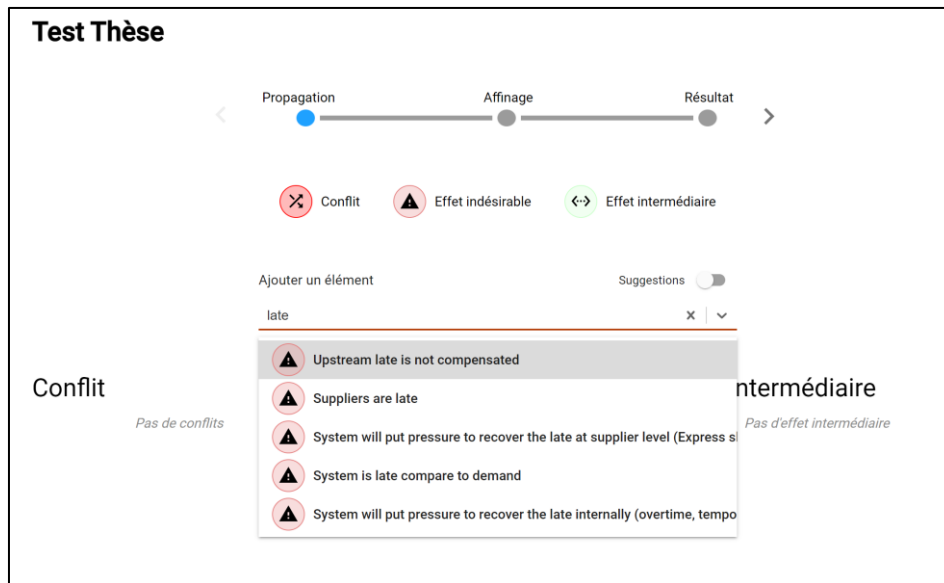 Test Thèse
Propagation Affinage Résultat
Conflit Effet indésirable Effet intermédiaire
Ajouter un élément Suggestions
late
Upstream late is not compensated
Suppliers are late
System will put pressure to recover the late at supplier level (Express
System is late compare to demand
System will put pressure to recover the late internally (overtime,
Conflit ntermédiaire
Pas de conflits Pas d'effet intermédiaire